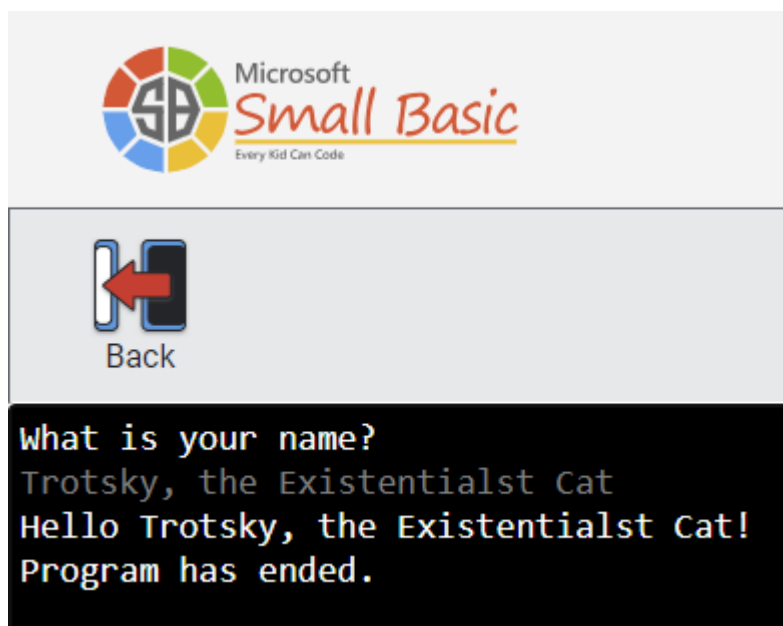 SB
Microsoft
Small Basic
Every Kid Can Code
Back
What is your name?
Trotsky, the Existentialst Cat
Hello Trotsky, the Existentialst Cat!
Program has ended.